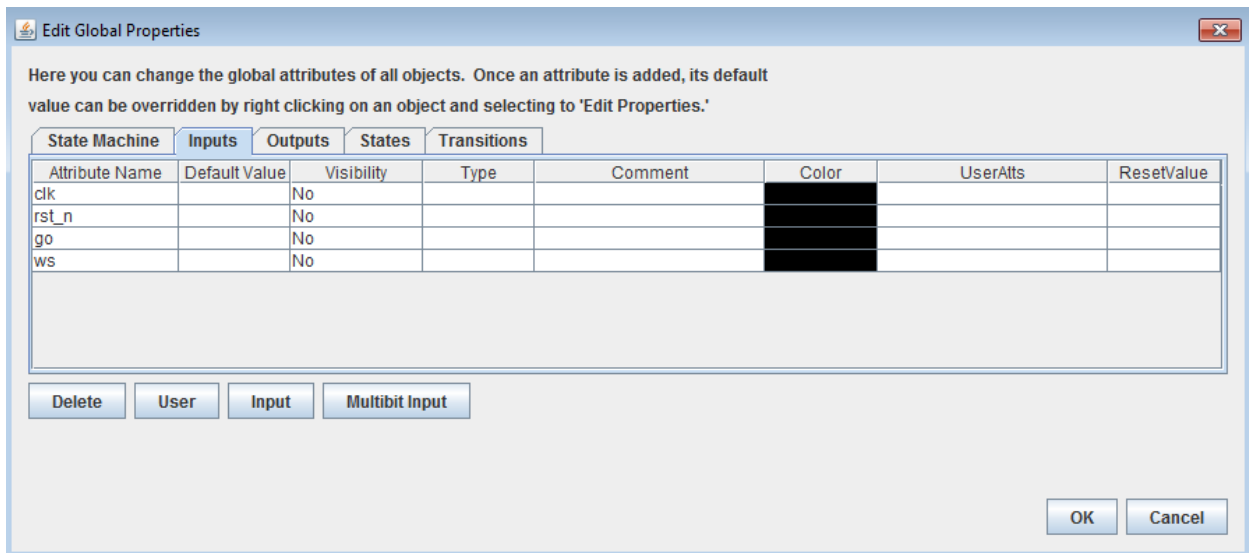 Edit Global Properties
Here you can change the global attributes of all objects. Once an attribute is added, its default
value can be overridden by right clicking on an object and selecting to 'Edit Properties.'
State Machine Inputs Outputs States Transitions
Attribute Name Default Value Visibility Type Comment Color UserAtts ResetValue
clk No
rst_n No
go No
ws No
Delete User Input Multibit Input
OK Cancel